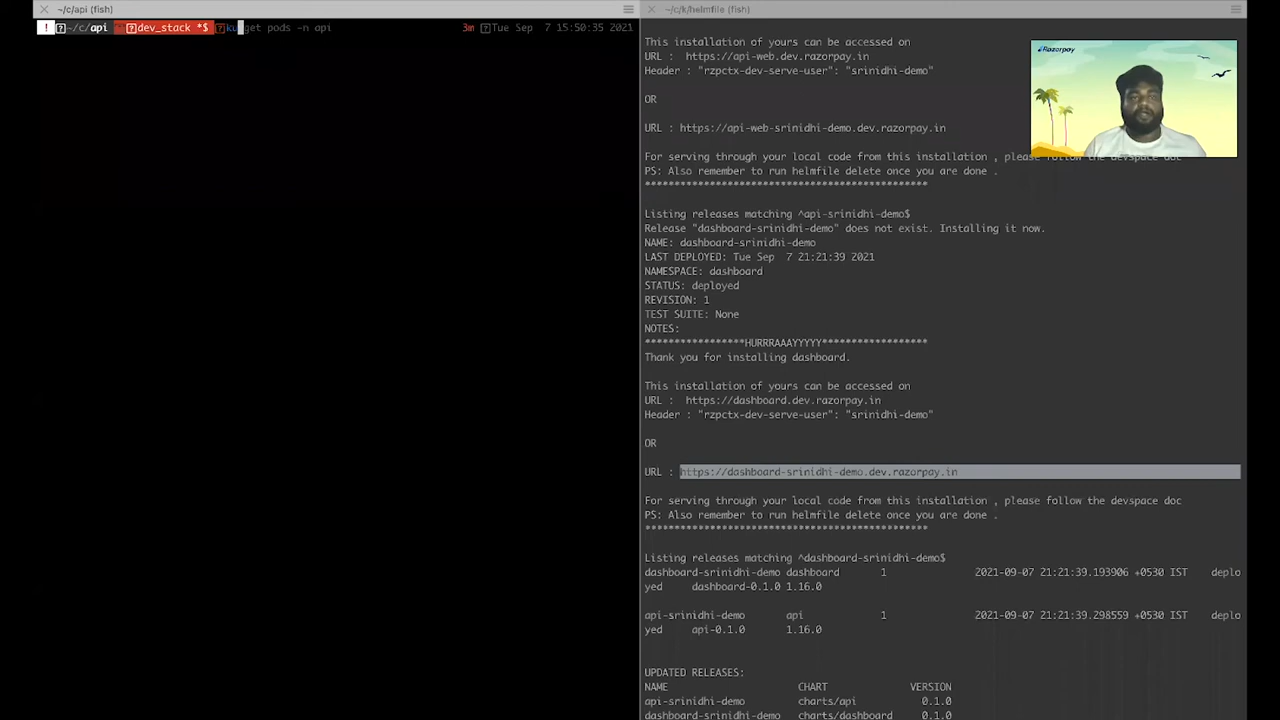 ~/c/api (fish)
! ~/c/api dev_stack *$ ku get pods -n api 3m Tue Sep 7 15:50:35 2021
~/c/k/helmfile (fish)
This installation of yours can be accessed on
URL : https://api-web.dev.razorpay.in
Header : "rzpctx-dev-serve-user": "srinidhi-demo"
OR
URL : https://api-web-srinidhi-demo.dev.razorpay.in
For serving through your local code from this installation , please follow the devspace doc
PS: Also remember to run helmfile delete once you are done .
************************************************
Listing releases matching ^api-srinidhi-demo$
Release "dashboard-srinidhi-demo" does not exist. Installing it now.
NAME: dashboard-srinidhi-demo
LAST DEPLOYED: Tue Sep  7 21:21:39 2021
NAMESPACE: dashboard
STATUS: deployed
REVISION: 1
TEST SUITE: None
NOTES:
*****************HURRRAAAYYYYY******************
Thank you for installing dashboard.
This installation of yours can be accessed on
URL : https://dashboard.dev.razorpay.in
Header : "rzpctx-dev-serve-user": "srinidhi-demo"
OR
URL : https://dashboard-srinidhi-demo.dev.razorpay.in
For serving through your local code from this installation , please follow the devspace doc
PS: Also remember to run helmfile delete once you are done .
************************************************
Listing releases matching ^dashboard-srinidhi-demo$
dashboard-srinidhi-demo dashboard 1 2021-09-07 21:21:39.193906 +0530 IST deplo
yed dashboard-0.1.0 1.16.0
api-srinidhi-demo api 1 2021-09-07 21:21:39.298559 +0530 IST deplo
yed api-0.1.0 1.16.0
UPDATED RELEASES:
NAME CHART VERSION
api-srinidhi-demo charts/api 0.1.0
dashboard-srinidhi-demo charts/dashboard 0.1.0
Razorpay